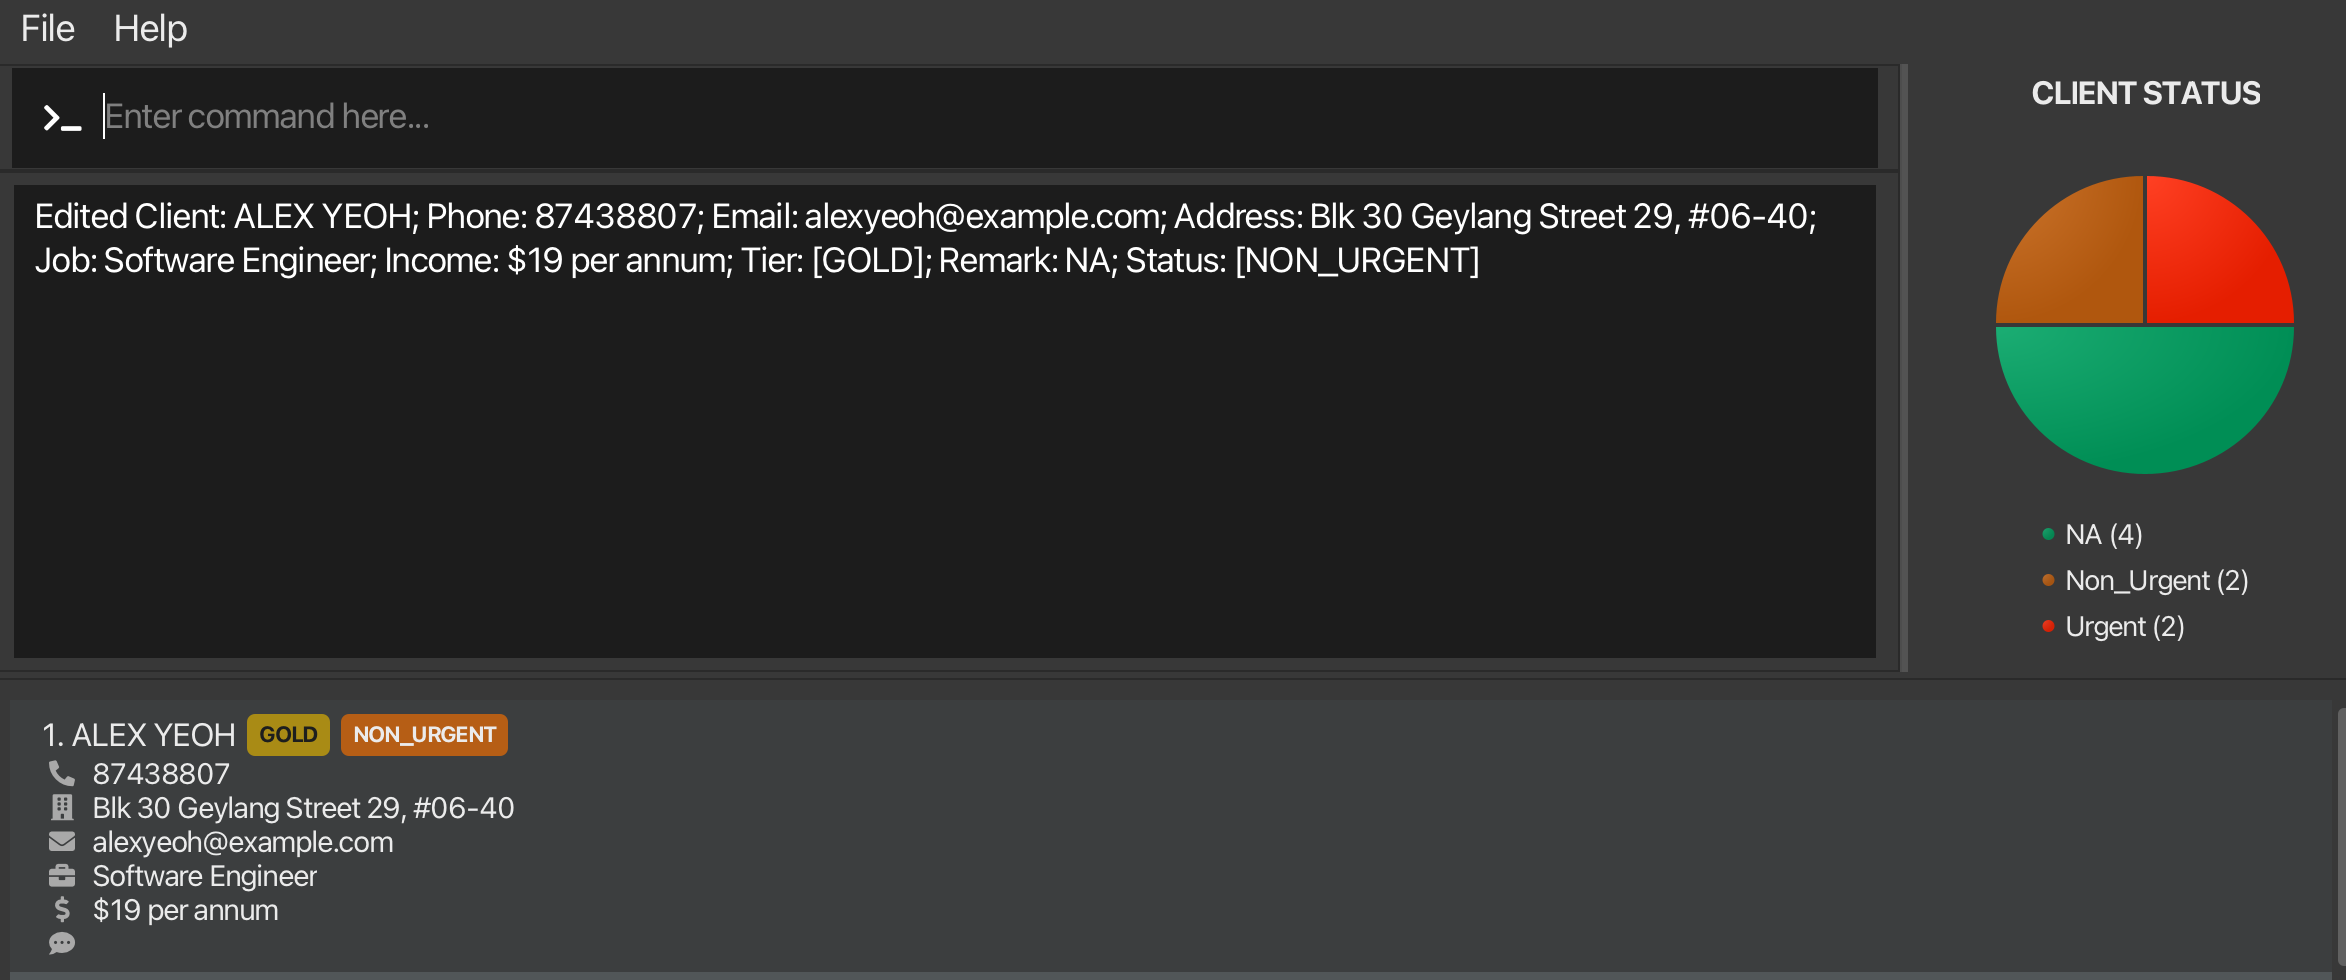 File Help
Enter command here...
Edited Client: ALEX YEOH; Phone: 87438807; Email: alexyeoh@example.com; Address: Blk 30 Geylang Street 29, #06-40;
Job: Software Engineer; Income: $19 per annum; Tier: [GOLD]; Remark: NA; Status: [NON_URGENT]
CLIENT STATUS
NA (4)
Non_Urgent (2)
Urgent (2)
1. ALEX YEOH GOLD NON_URGENT
87438807
Blk 30 Geylang Street 29, #06-40
alexyeoh@example.com
Software Engineer
$19 per annum